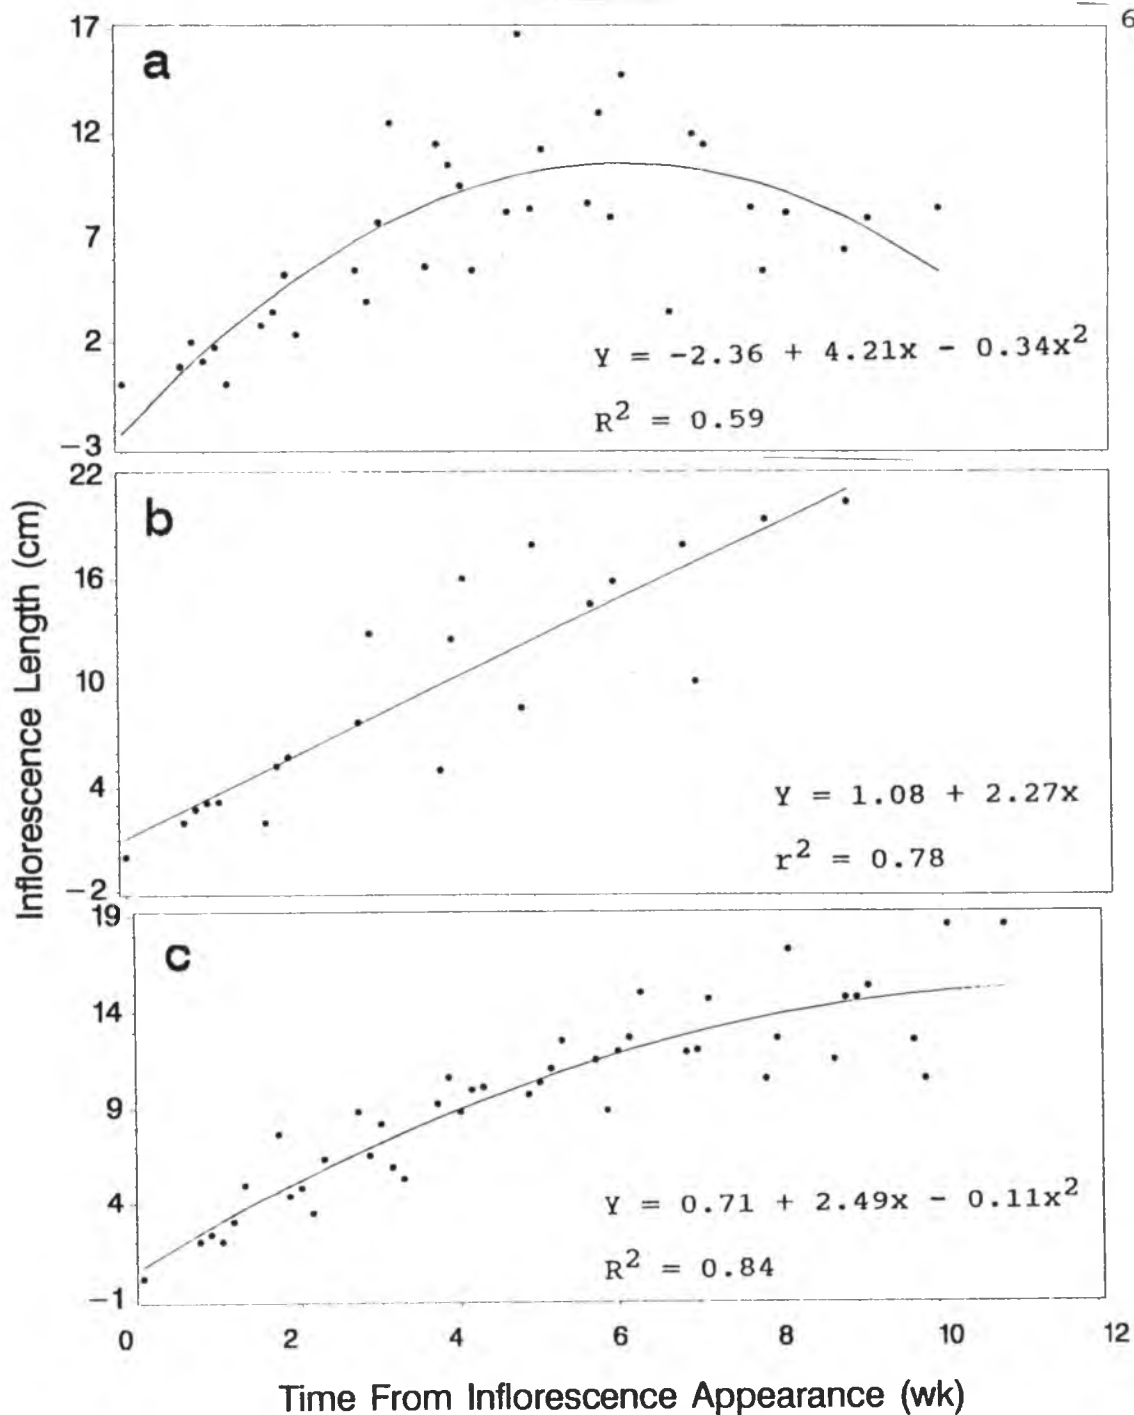 6
17
a
12
7
2
Y = -2.36 + 4.21x - 0.34x²
R² = 0.59
-3
22
b
16
10
4
Y = 1.08 + 2.27x
r² = 0.78
-2
19
c
14
9
4
Y = 0.71 + 2.49x - 0.11x²
R² = 0.84
-1
0 2 4 6 8 10 12
Inflorescence Length (cm)
Time From Inflorescence Appearance (wk)